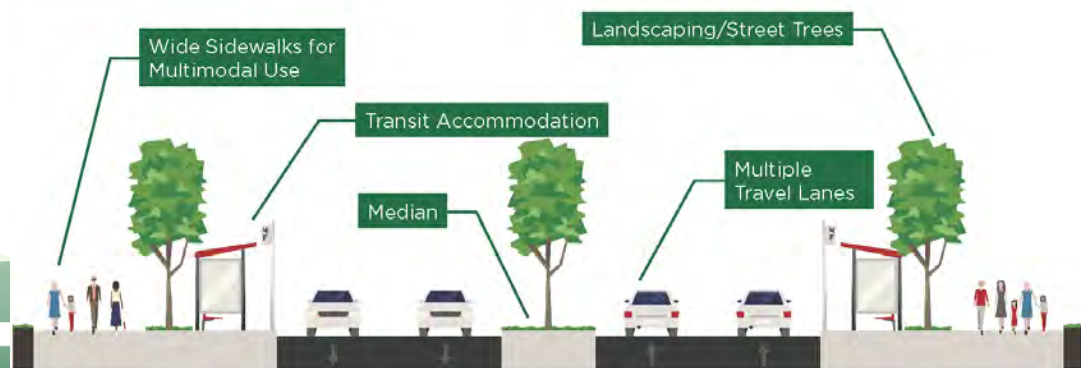 Landscaping/Street Trees
Wide Sidewalks for
Multimodal Use
Transit Accommodation
Multiple
Travel Lanes
Median